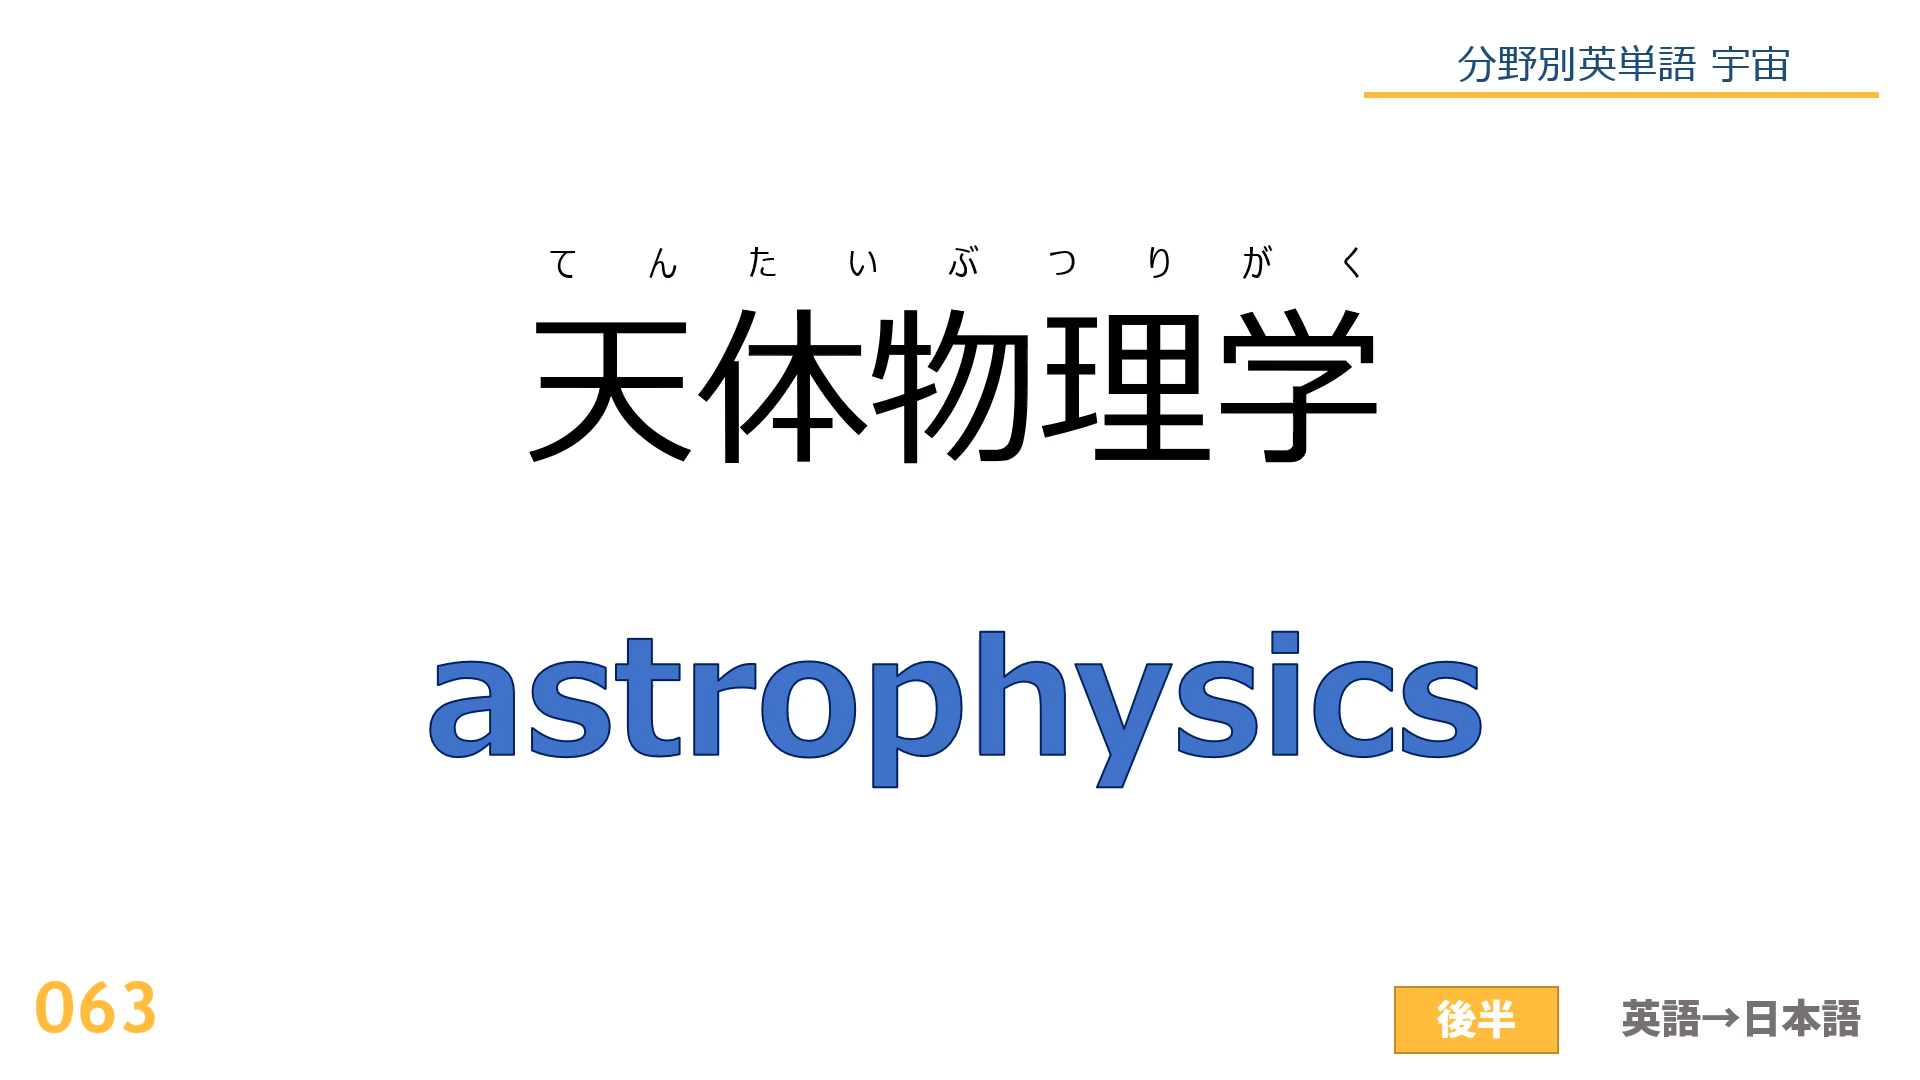 分野別英単語 宇宙
てんたいぶつりがく
天体物理学
astrophysics
063
後半
英語→日本語